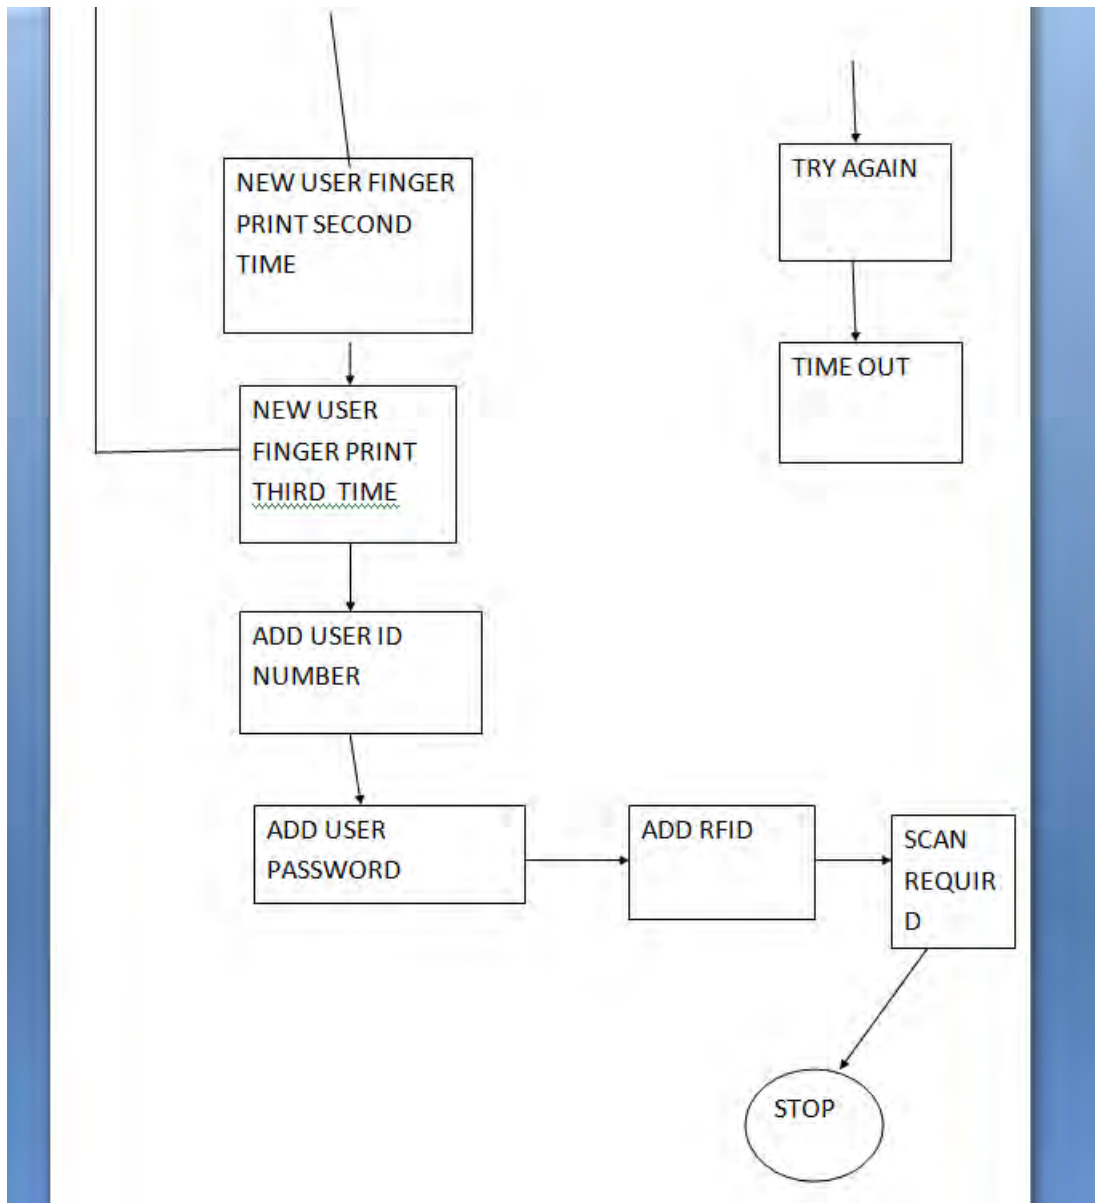 NEW USER FINGER
PRINT SECOND
TIME
TRY AGAIN
TIME OUT
NEW USER
FINGER PRINT
THIRD TIME
ADD USER ID
NUMBER
ADD USER
PASSWORD
ADD RFID
SCAN
REQUIR
D
STOP